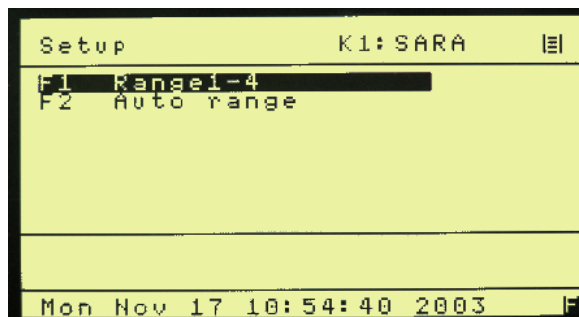 Setup K1:SARA
F1 Range1-4
F2 Auto range
Mon Nov 17 10:54:40 2003 F